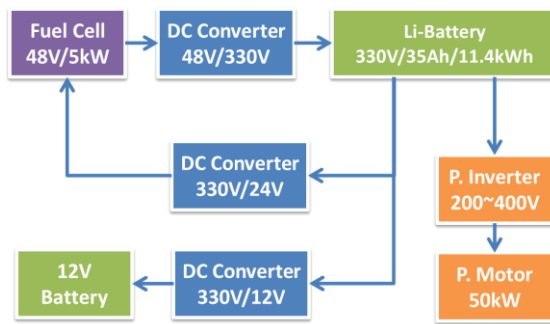 Fuel Cell
48V/5kW
DC Converter
48V/330V
Li-Battery
330V/35Ah/11.4kWh
DC Converter
330V/24V
P. Inverter
200~400V
12V
Battery
DC Converter
330V/12V
P. Motor
50kW